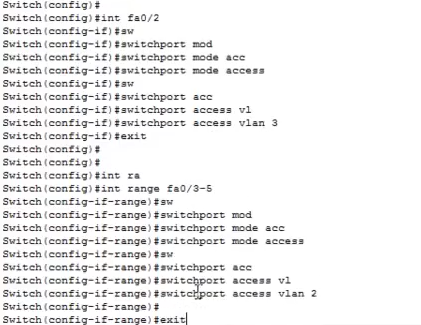 Switch(config)#
Switch(config)#int fa0/2
Switch(config-if)#sw
Switch(config-if)#switchport mod
Switch(config-if)#switchport mode acc
Switch(config-if)#switchport mode access
Switch(config-if)#sw
Switch(config-if)#switchport acc
Switch(config-if)#switchport access vl
Switch(config-if)#switchport access vlan 3
Switch(config-if)#exit
Switch(config)#
Switch(config)#
Switch(config)#int ra
Switch(config)#int range fa0/3-5
Switch(config-if-range)#sw
Switch(config-if-range)#switchport mod
Switch(config-if-range)#switchport mode acc
Switch(config-if-range)#switchport mode access
Switch(config-if-range)#sw
Switch(config-if-range)#switchport acc
Switch(config-if-range)#switchport access vl
Switch(config-if-range)#switchport access vlan 2
Switch(config-if-range)#
Switch(config-if-range)#exit